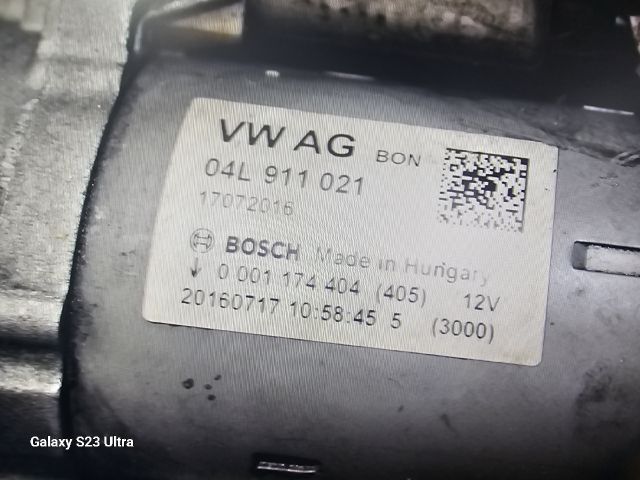 VW AG BON
04L 911 021
17072016
BOSCH Made in Hungary
↓ 0 001 174 404 (405) 12V
20160717 10:58:45 5 (3000)
Galaxy S23 Ultra